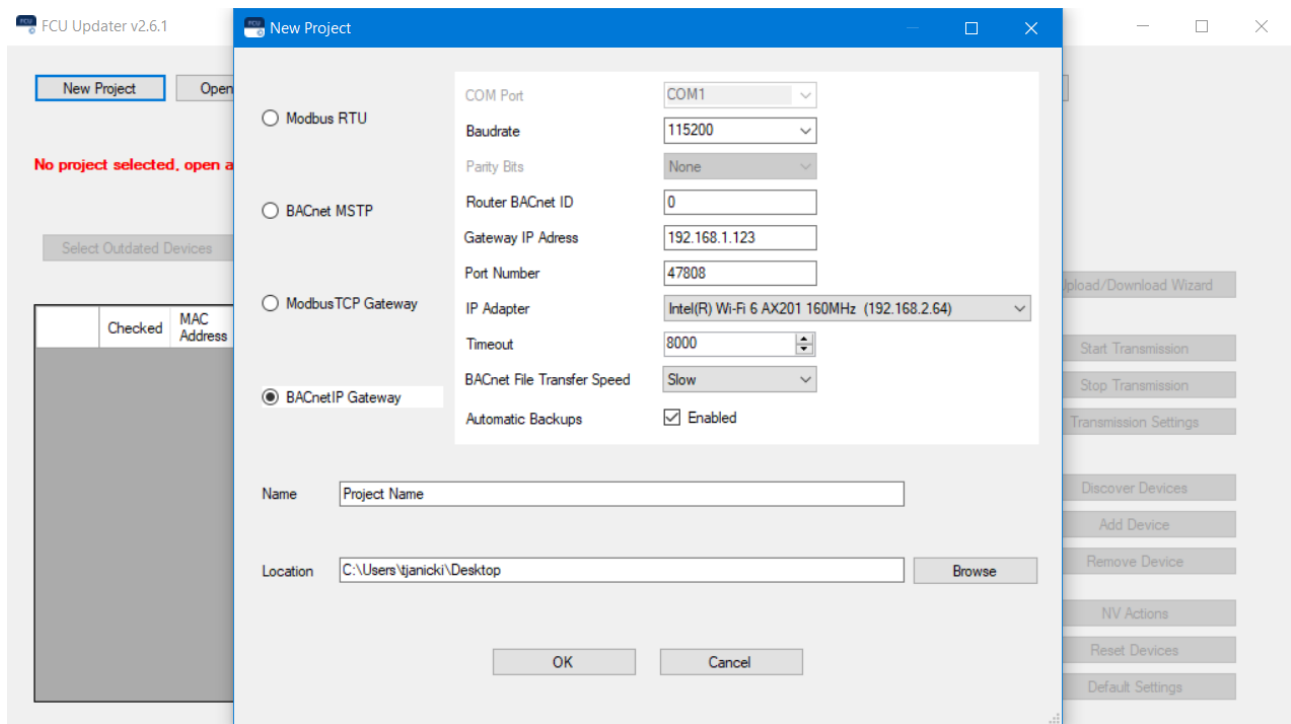 FCU Updater v2.6.1
FCU New Project
New Project
Open
No project selected, open a
Select Outdated Devices
Checked
MAC
Address
Modbus RTU
BACnet MSTP
ModbusTCP Gateway
BACnetIP Gateway
COM Port COM1
Baudrate 115200
Parity Bits None
Router BACnet ID 0
Gateway IP Adress 192.168.1.123
Port Number 47808
IP Adapter Intel(R) Wi-Fi 6 AX201 160MHz (192.168.2.64)
Timeout 8000
BACnet File Transfer Speed Slow
Automatic Backups Enabled
Name Project Name
Location C:\Users\tjanicki\Desktop Browse
OK Cancel
pload/Download Wizard
Start Transmission
Stop Transmission
Transmission Settings
Discover Devices
Add Device
Remove Device
NV Actions
Reset Devices
Default Settings